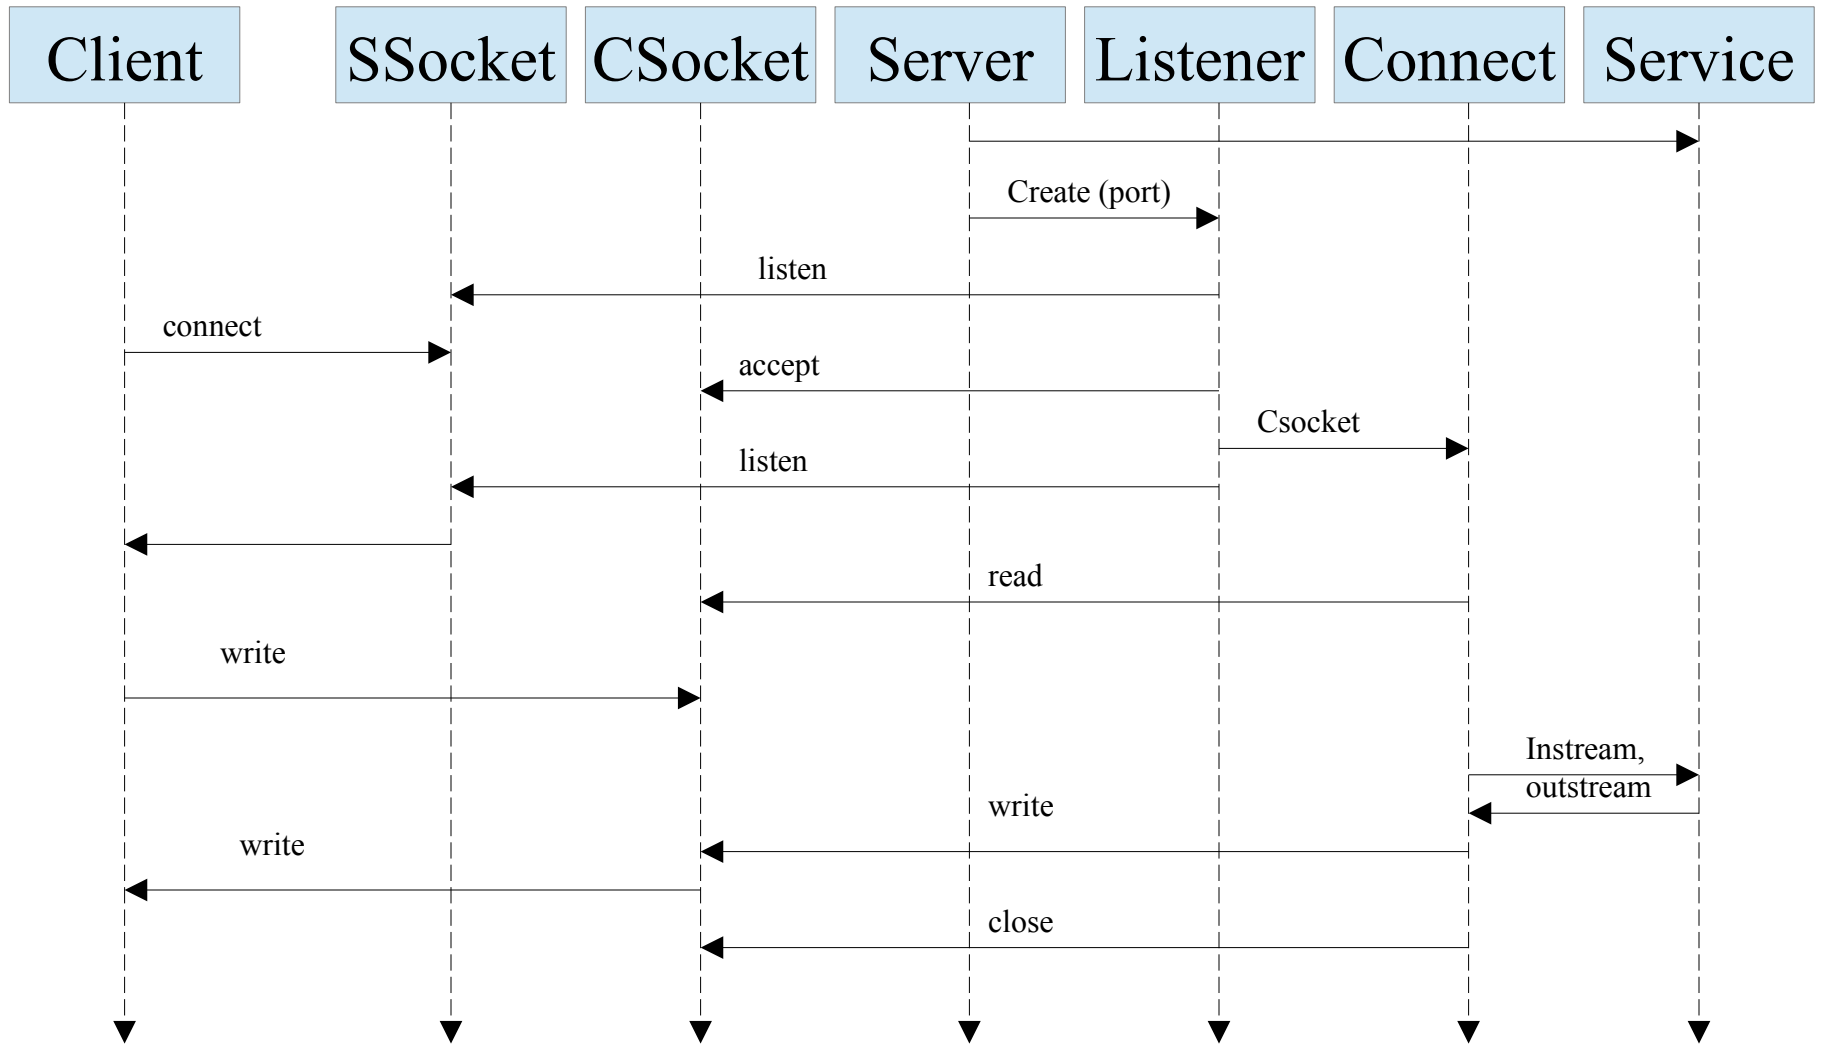 Client
SSocket
CSocket
Server
Listener
Connect
Service
Create (port)
listen
connect
accept
Csocket
listen
read
write
Instream,
outstream
write
write
close